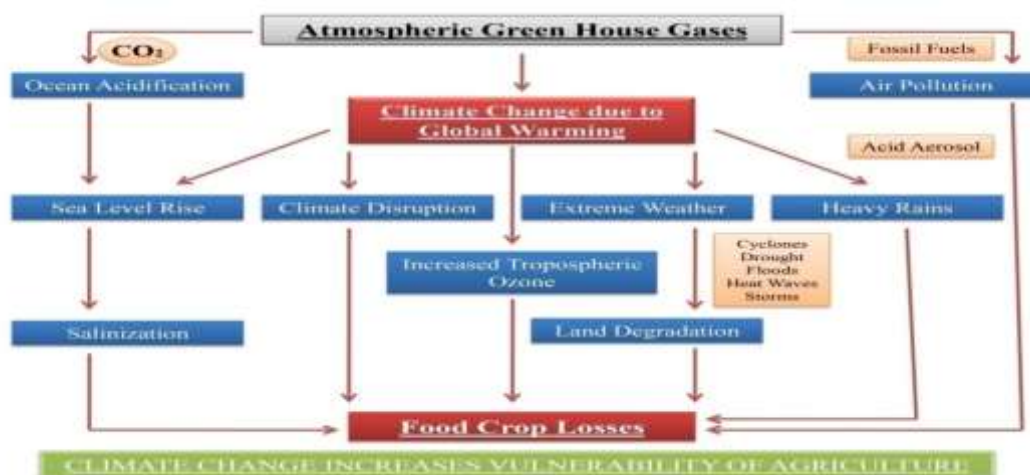 Atmospheric Green House Gases
CO₂
Fossil Fuels
Ocean Acidification
Air Pollution
Climate Change due to
Global Warming
Acid Aerosol
Sea Level Rise
Climate Disruption
Extreme Weather
Heavy Rains
Increased Tropospheric
Ozone
Cyclones
Drought
Floods
Heat Waves
Storms
Salinization
Land Degradation
Food Crop Losses
CLIMATE CHANGE INCREASES VULNERABILITY OF AGRICULTURE